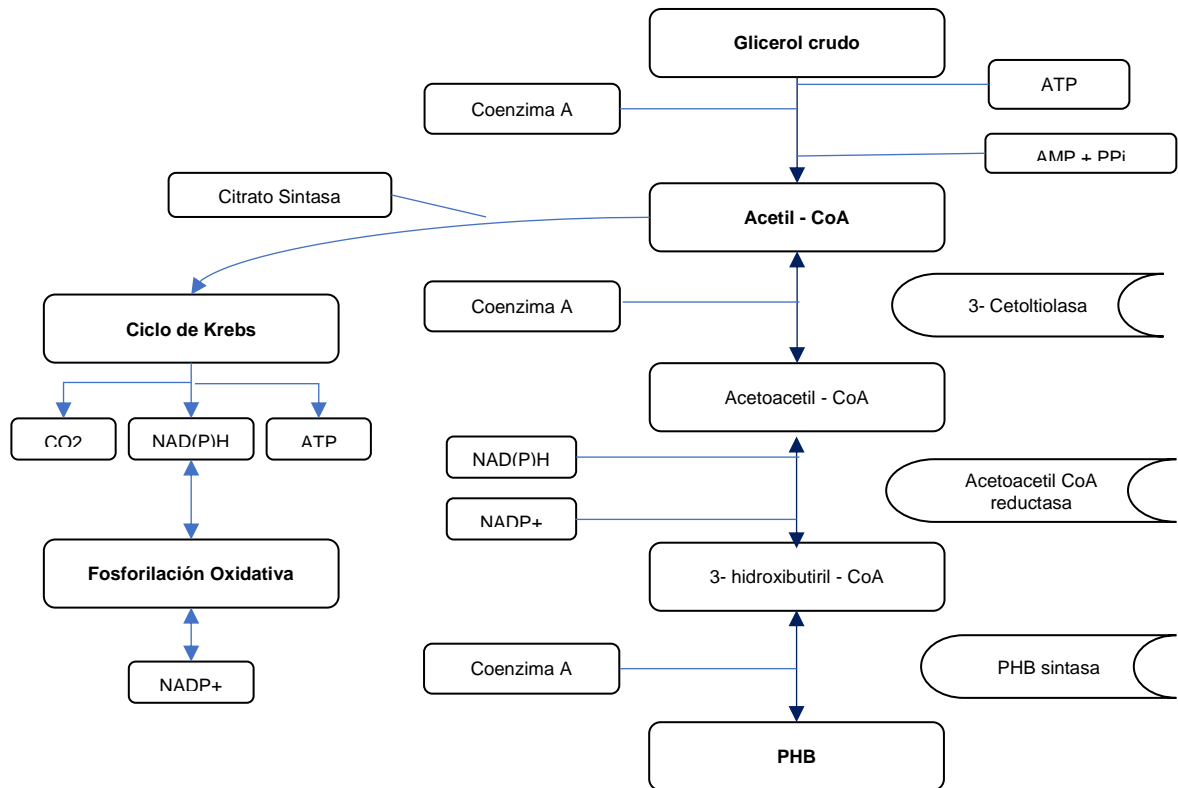 Glicerol crudo
ATP
Coenzima A
AMP + PPi
Citrato Sintasa
Acetil - CoA
3- Cetoltiolasa
Coenzima A
Ciclo de Krebs
Acetoacetil - CoA
CO2
NAD(P)H
ATP
NAD(P)H
Acetoacetil CoA
reductasa
NADP+
Fosforilación Oxidativa
3- hidroxibutiril - CoA
Coenzima A
PHB sintasa
NADP+
PHB